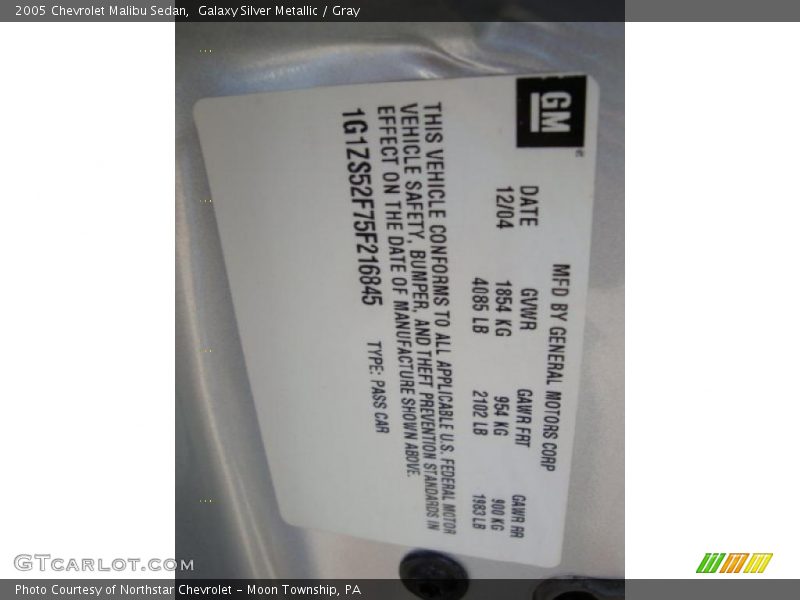 2005 Chevrolet Malibu Sedan,  Galaxy Silver Metallic / Gray
GM
MFD BY GENERAL MOTORS CORP
DATE GVWR GAWR FRT GAWR RR
12/04 1854 KG 954 KG 900 KG
4085 LB 2102 LB 1983 LB
THIS VEHICLE CONFORMS TO ALL APPLICABLE U.S. FEDERAL MOTOR
VEHICLE SAFETY, BUMPER, AND THEFT PREVENTION STANDARDS IN
EFFECT ON THE DATE OF MANUFACTURE SHOWN ABOVE.
1G1ZS52F75F216845 TYPE: PASS CAR
GTCarLot.com
Photo Courtesy of Northstar Chevrolet – Moon Township, PA